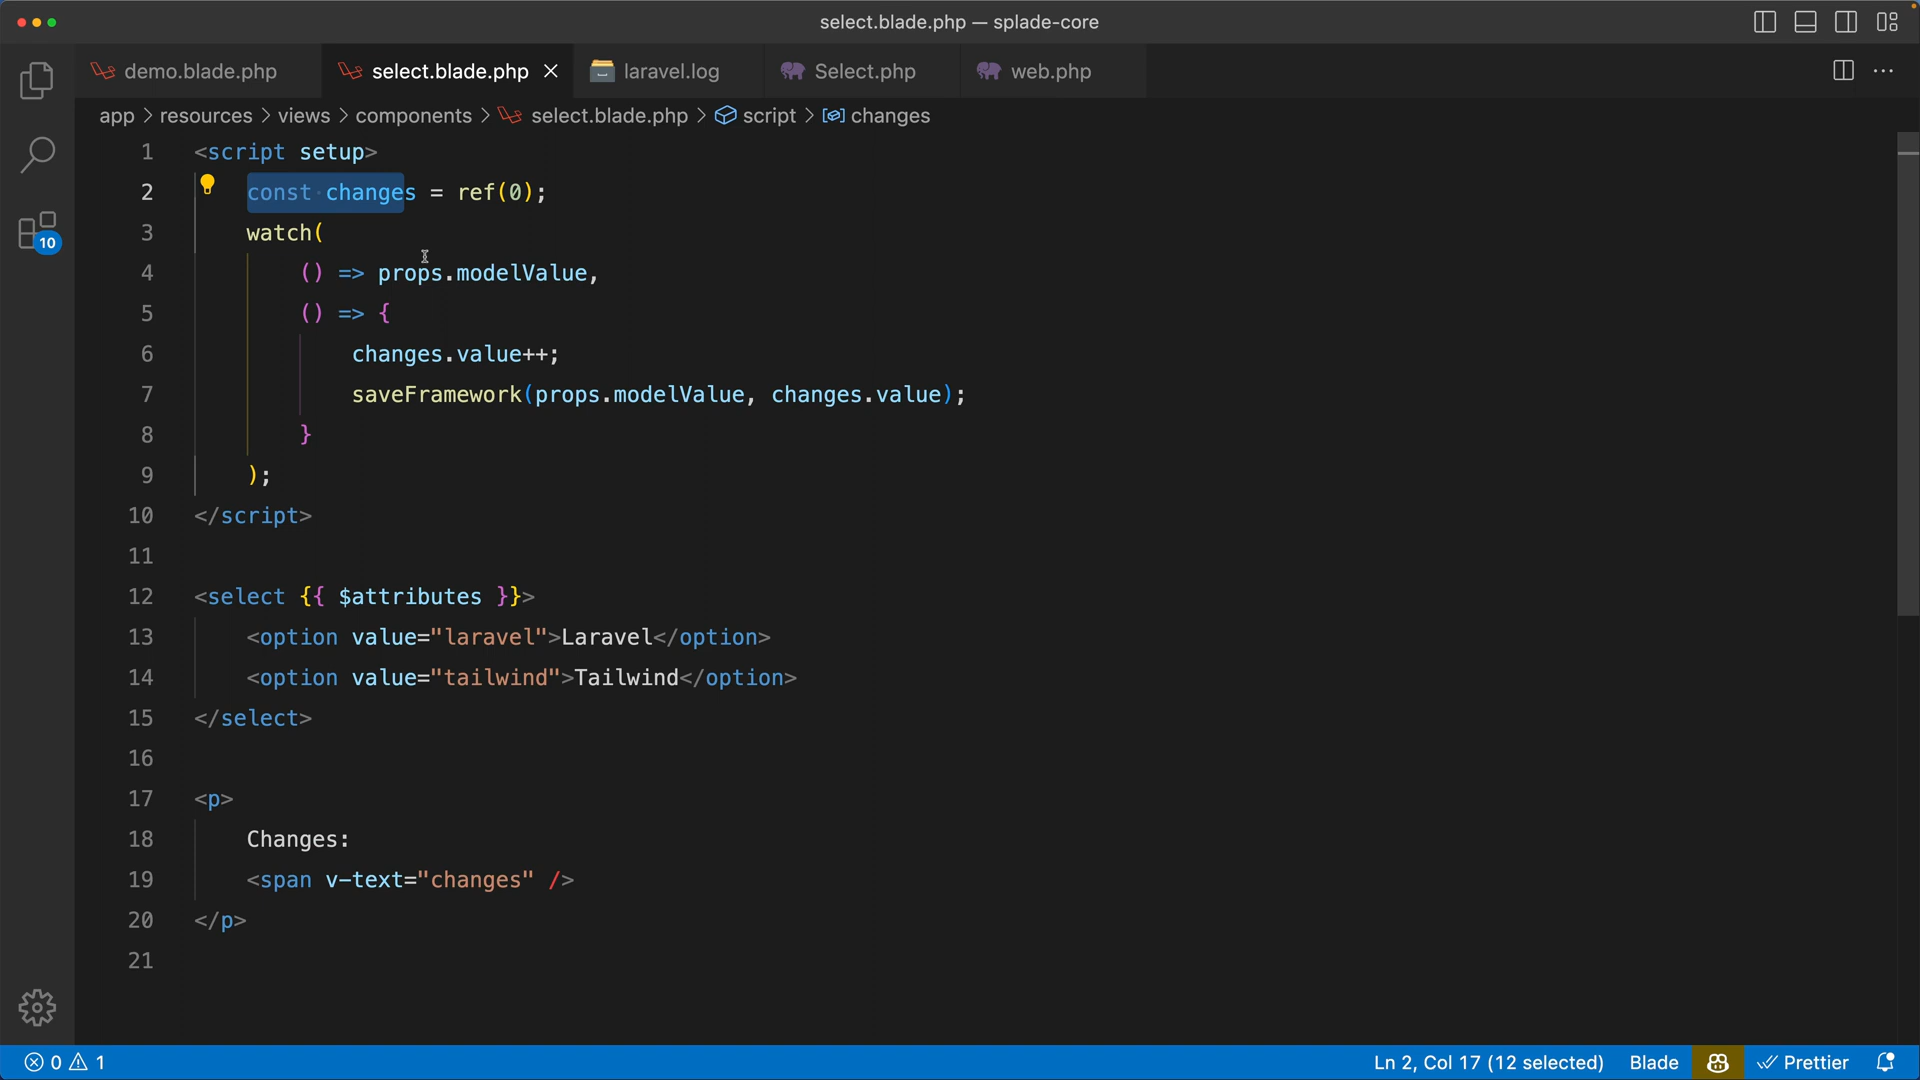 select.blade.php — splade-core
demo.blade.php select.blade.php laravel.log Select.php web.php
app > resources > views > components > select.blade.php > script > changes
1 <script setup>
2 const changes = ref(0);
3 watch(
4 () => props.modelValue,
5 () => {
6 changes.value++;
7 saveFramework(props.modelValue, changes.value);
8 }
9 );
10 </script>
11
12 <select {{ $attributes }}>
13 <option value="laravel">Laravel</option>
14 <option value="tailwind">Tailwind</option>
15 </select>
16
17 <p>
18 Changes:
19 <span v-text="changes" />
20 </p>
21
10
0 1 Ln 2, Col 17 (12 selected) Blade Prettier